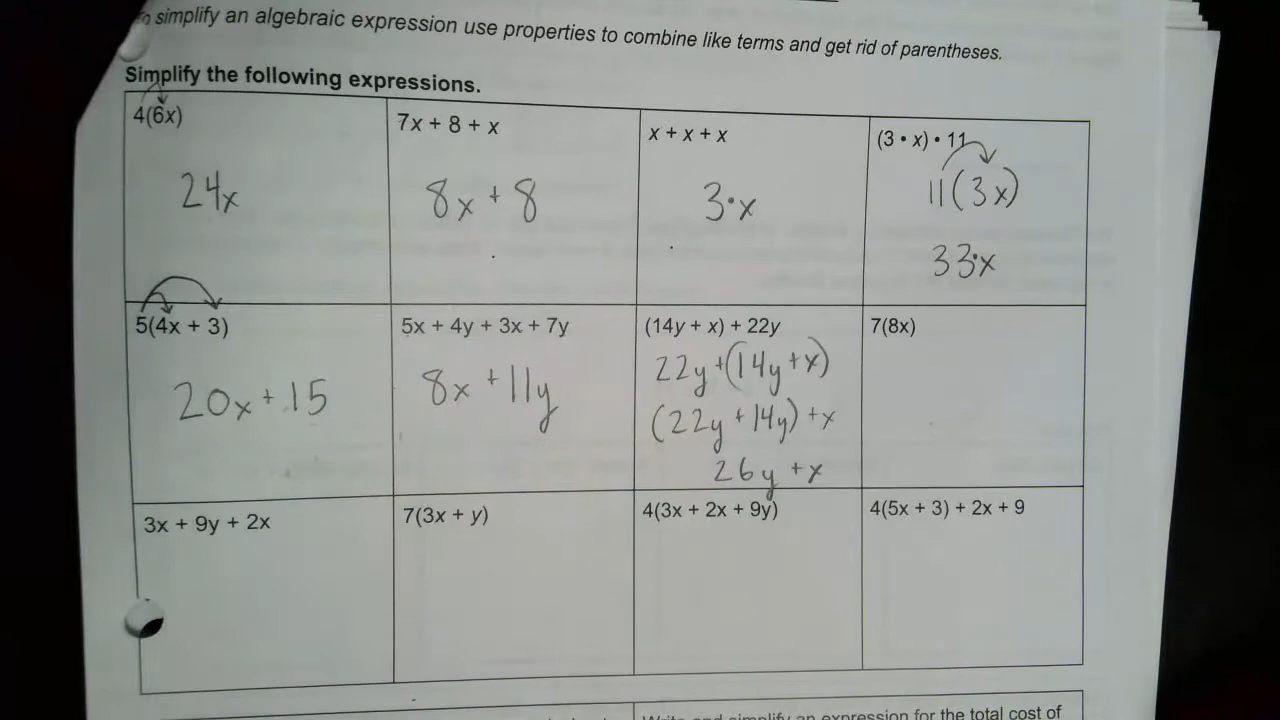 simplify an algebraic expression use properties to combine like terms and get rid of parentheses.
Simplify the following expressions.
4(6x)
24x
7x + 8 + x
8x + 8
x + x + x
3·x
(3 • x) • 11
11(3x)
33·x
5(4x + 3)
20x + 15
5x + 4y + 3x + 7y
8x + 11y
(14y + x) + 22y
22y + (14y + x)
(22y + 14y) + x
26y + x
7(8x)
3x + 9y + 2x
7(3x + y)
4(3x + 2x + 9y)
4(5x + 3) + 2x + 9
simplify an expression for the total cost of